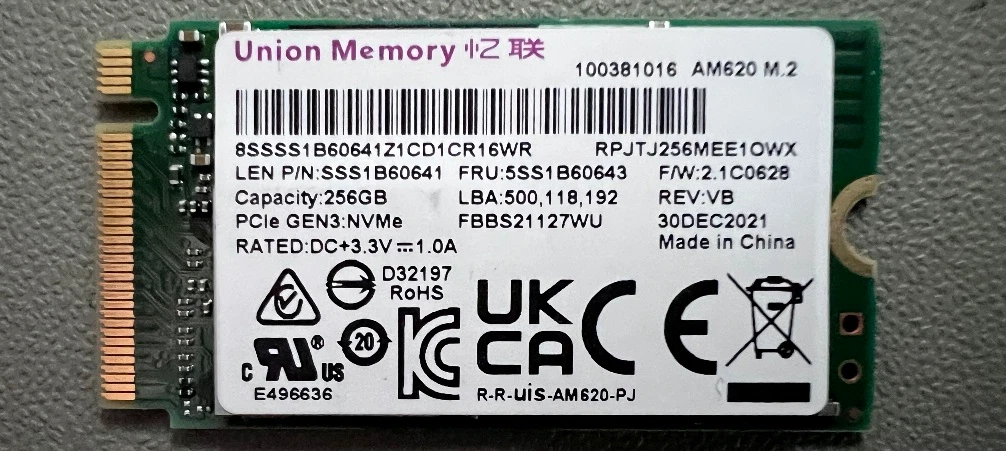 Union Memory 忆联
100381016 AM620 M.2
8SSSS1B60641Z1CD1CR16WR RPJTJ256MEE1OWX
LEN P/N:SSS1B60641 FRU:5SS1B60643 F/W:2.1C0628
Capacity:256GB LBA:500,118,192 REV:VB
PCIe GEN3:NVMe FBBS21127WU 30DEC2021
RATED:DC+3.3V⎓1.0A Made in China
D32197
RoHS
20
UK
CA
CE
KC
c RU® US
E496636
R-R-UiS-AM620-PJ